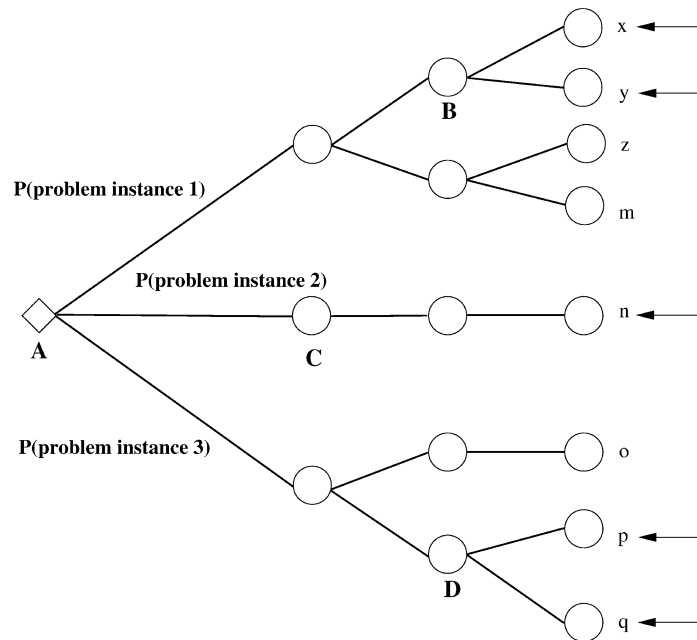 x
y
B
z
P(problem instance 1)
m
P(problem instance 2)
n
A
C
P(problem instance 3)
o
p
D
q